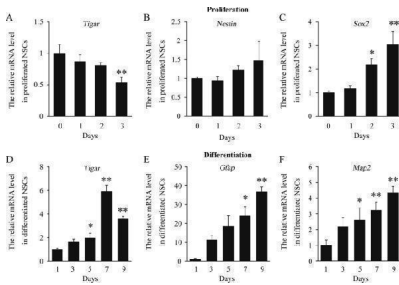 Proliferation
A
Tigar
The relative mRNA level
in proliferated NSCs
1.5
1
0.5
0
**
0 1 2 3
Days
B
Nestin
The relative mRNA level
in proliferated NSCs
2
1.5
1
0.5
0
0 1 2 3
Days
C
Sox2
The relative mRNA level
in proliferated NSCs
4
3
2
1
0
*
**
0 1 2 3
Days
Differentiation
D
Tigar
The relative mRNA level
in differentiated NSCs
8
6
4
2
0
*
**
**
1 3 5 7 9
Days
E
Gfap
The relative mRNA level
in differentiated NSCs
50
40
30
20
10
0
*
**
1 3 5 7 9
Days
F
Map2
The relative mRNA level
in differentiated NSCs
6
5
4
3
2
1
0
*
**
**
1 3 5 7 9
Days